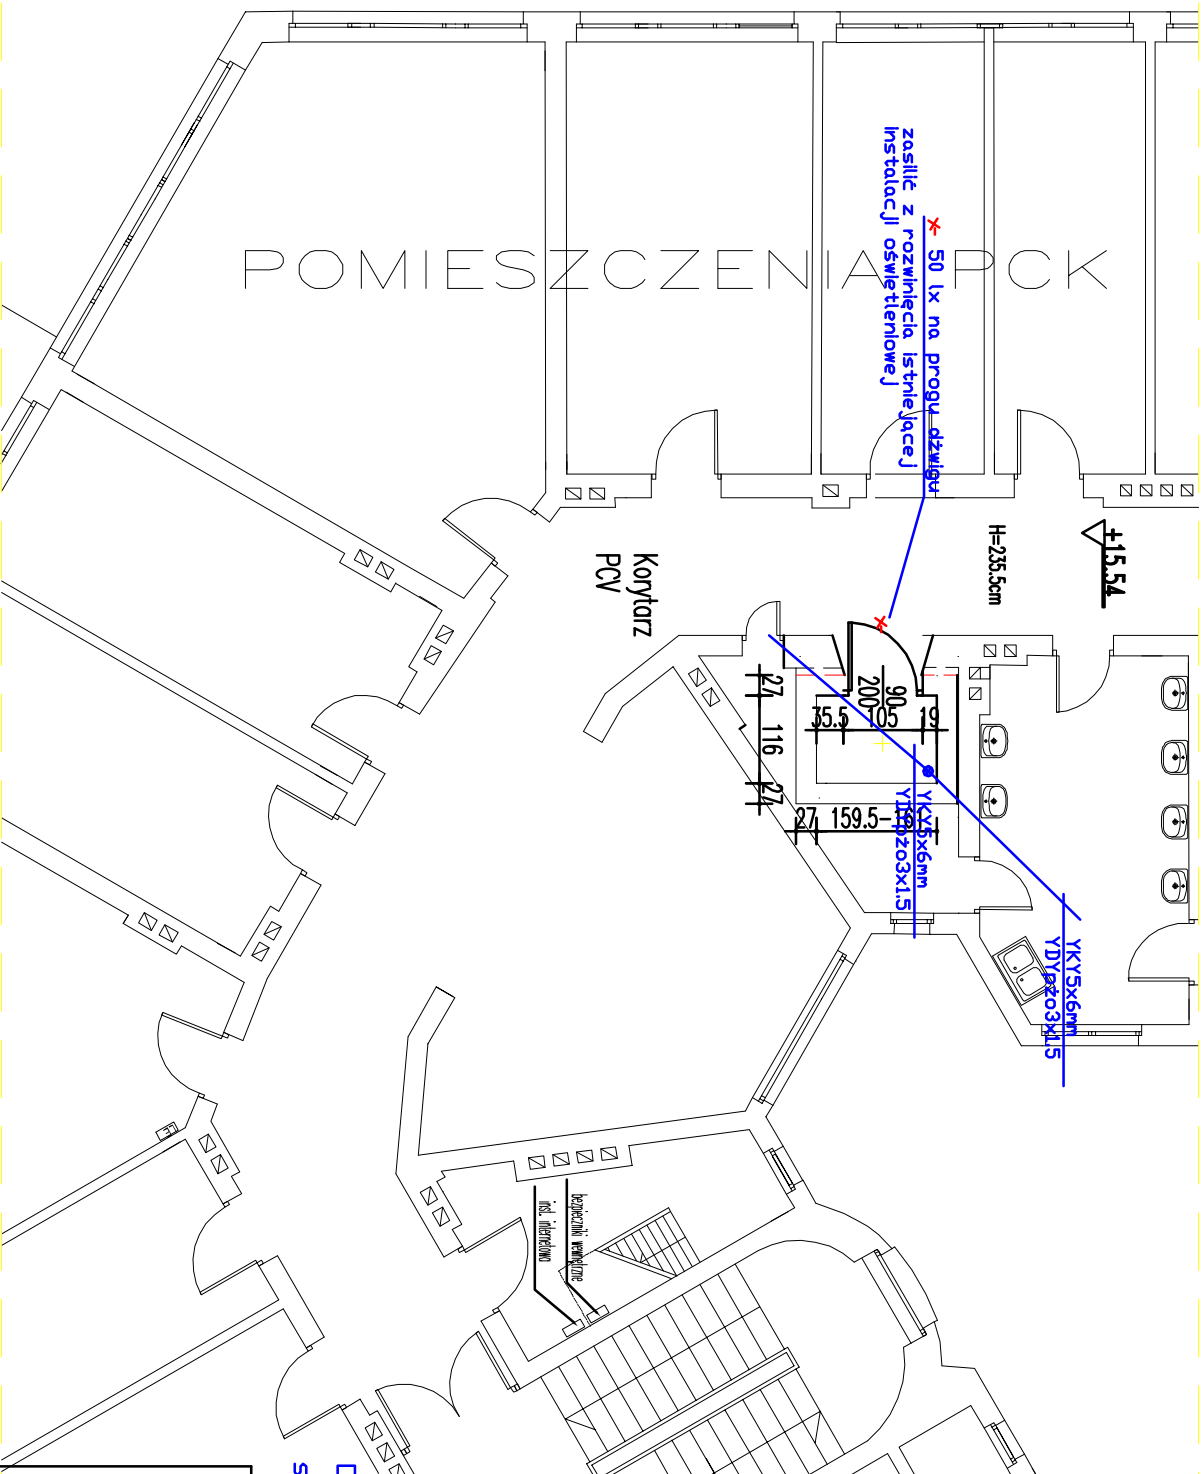 POMIESZCZENIA PCK
50 lx na progu dźwigu
zasilić z rozwinięcia istniejącej
instalacji oświetleniowej
H=235.5cm
+15.54
Korytarz
PCV
90
200
35.5 105 19
27 116 27
27 159.5-
YKY5x6mm
YDYpżo3x1.5
YKY5x6mm
YDYpżo3x1.5
bezpieczniki wewnętrzne
inst. internetowa